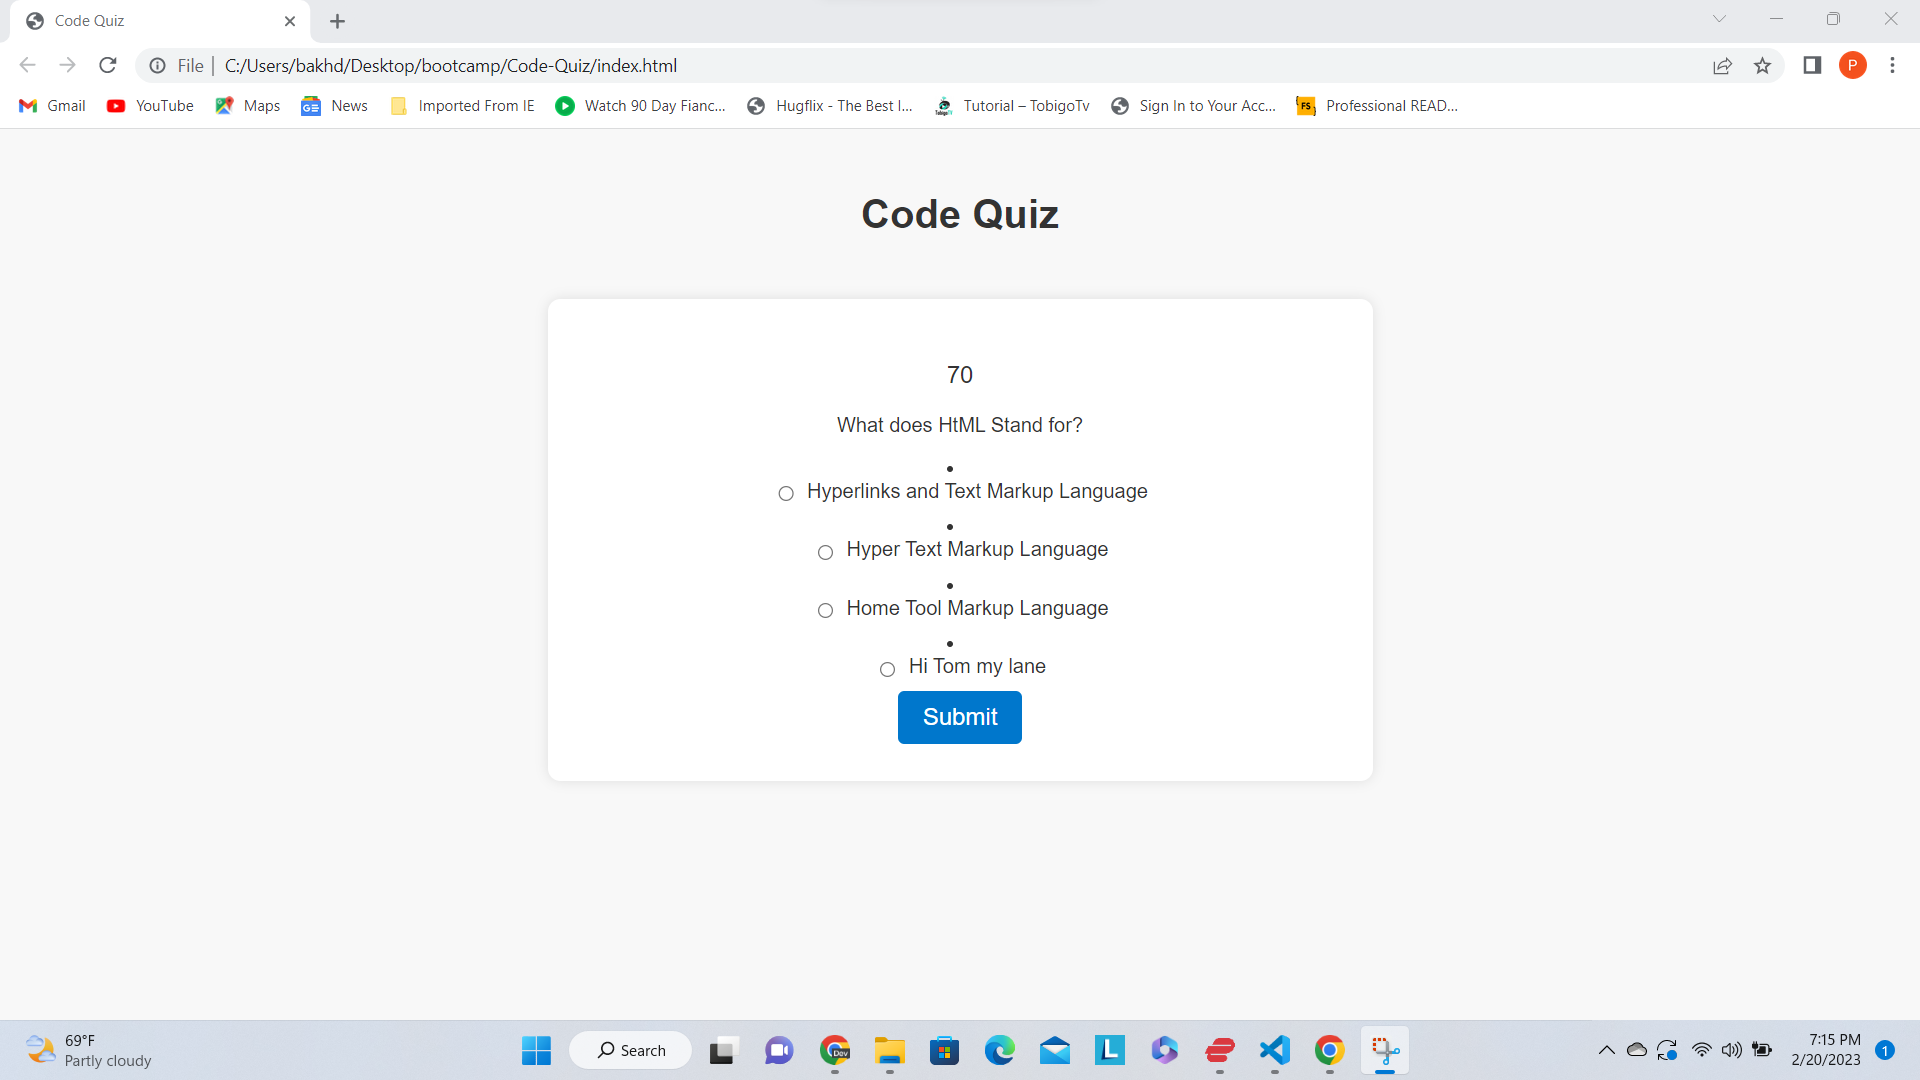 Code Quiz
File C:/Users/bakhd/Desktop/bootcamp/Code-Quiz/index.html P
Gmail YouTube Maps News Imported From IE Watch 90 Day Fianc... Hugflix - The Best I... Tutorial – TobigoTv Sign In to Your Acc... FS Professional READ...
Code Quiz
70
What does HtML Stand for?
Hyperlinks and Text Markup Language
Hyper Text Markup Language
Home Tool Markup Language
Hi Tom my lane
Submit
69°F
Partly cloudy
Search
Dev
L
7:15 PM
2/20/2023
1